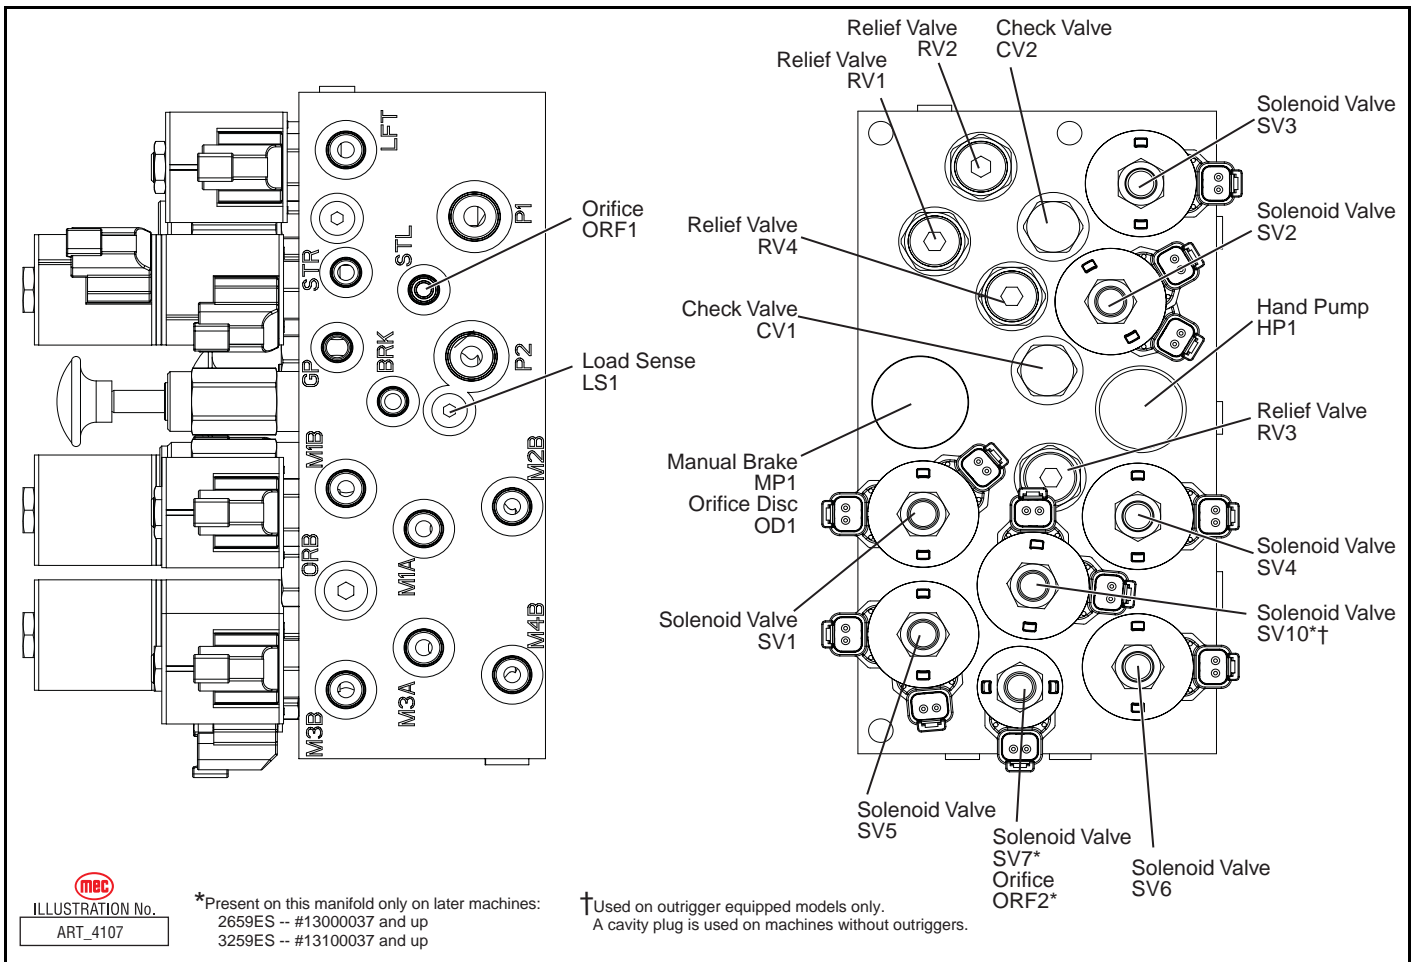 Relief Valve
RV2
Check Valve
CV2
Relief Valve
RV1
Solenoid Valve
SV3
LFT
P1
Orifice
ORF1
STL
STR
Relief Valve
RV4
Solenoid Valve
SV2
Check Valve
CV1
Hand Pump
HP1
GP
BRK
P2
Load Sense
LS1
Relief Valve
RV3
M1B
M2B
Manual Brake
MP1
Orifice Disc
OD1
ORB
M1A
Solenoid Valve
SV4
Solenoid Valve
SV1
Solenoid Valve
SV10*†
M4B
M3A
M3B
Solenoid Valve
SV5
Solenoid Valve
SV7*
Orifice
ORF2*
Solenoid Valve
SV6
mec
ILLUSTRATION No.
ART_4107
*Present on this manifold only on later machines:
2659ES -- #13000037 and up
3259ES -- #13100037 and up
†Used on outrigger equipped models only.
A cavity plug is used on machines without outriggers.